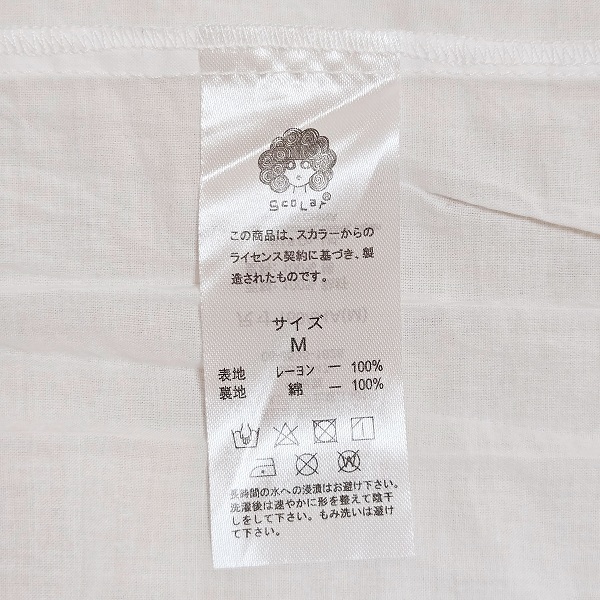 ScoLar®
この商品は、スカラーからの
ライセンス契約に基づき、製
造されたものです。
サイズ
M
表地 レーヨン ー 100%
裏地 綿 ー 100%
長時間の水への浸漬はお避け下さい。
洗濯後は速やかに形を整えて陰干
しをして下さい。もみ洗いは避け
て下さい。